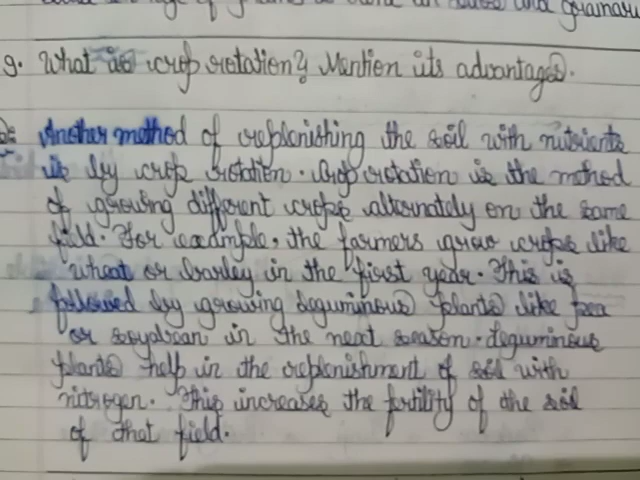 and granar
9. What is crop rotation? Mention its advantages.
Another method of replenishing the soil with nutrients
is by crop rotation. Crop rotation is the method
of growing different crops alternately on the same
field. For example, the farmers grow crops like
wheat or barley in the first year. This is
followed by growing leguminous plants like pea
or soyabean in the next season. Leguminous
plants help in the replenishment of soil with
nitrogen. This increases the fertility of the soil
of that field.